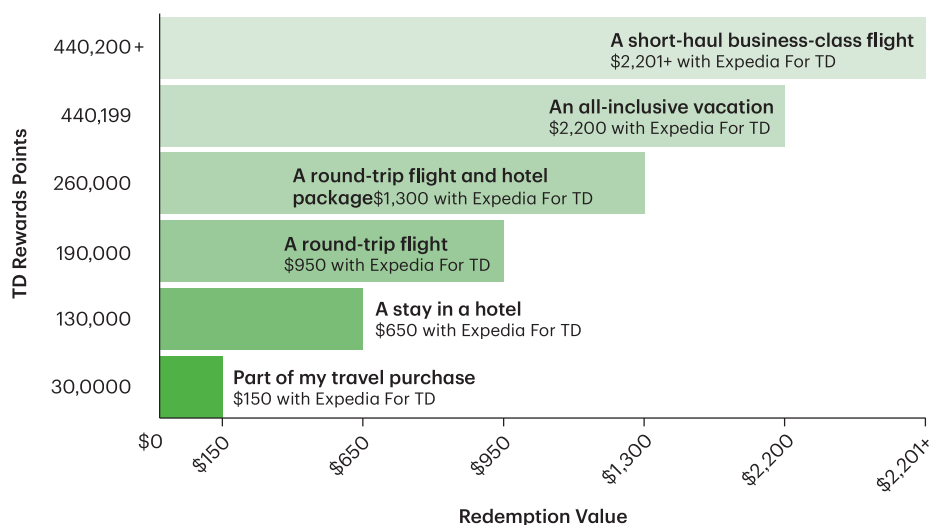 TD Rewards Points
440,200+
A short-haul business-class flight
$2,201+ with Expedia For TD
440,199
An all-inclusive vacation
$2,200 with Expedia For TD
260,000
A round-trip flight and hotel
package$1,300 with Expedia For TD
190,000
A round-trip flight
$950 with Expedia For TD
130,000
A stay in a hotel
$650 with Expedia For TD
30,0000
Part of my travel purchase
$150 with Expedia For TD
$0
$150
$650
$950
$1,300
$2,200
$2,201+
Redemption Value